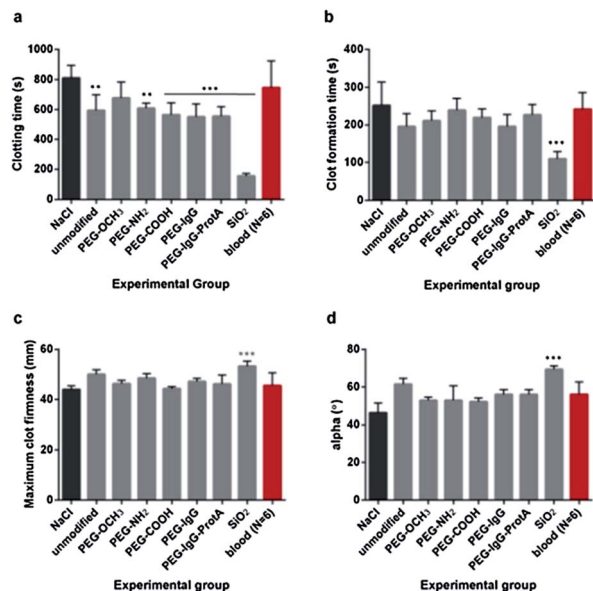 a
Clotting time (s)
1000
800
600
400
200
0
•• •• •••
NaCl
unmodified
PEG-OCH₃
PEG-NH₂
PEG-COOH
PEG-IgG
PEG-IgG-ProtA
SiO₂
blood (N=6)
Experimental Group
b
Clot formation time (s)
400
300
200
100
0
•••
NaCl
unmodified
PEG-OCH₃
PEG-NH₂
PEG-COOH
PEG-IgG
PEG-IgG-ProtA
SiO₂
blood (N=6)
Experimental group
c
Maximum clot firmness (mm)
60
40
20
0
***
NaCl
unmodified
PEG-OCH₃
PEG-NH₂
PEG-COOH
PEG-IgG
PEG-IgG-ProtA
SiO₂
blood (N=6)
Experimental group
d
alpha (°)
80
60
40
20
0
•••
NaCl
unmodified
PEG-OCH₃
PEG-NH₂
PEG-COOH
PEG-IgG
PEG-IgG-ProtA
SiO₂
blood (N=6)
Experimental group